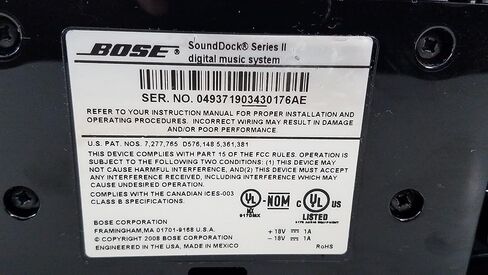 BOSE®
SoundDock® Series II
digital music system
SER. NO. 049371903430176AE
REFER TO YOUR INSTRUCTION MANUAL FOR PROPER INSTALLATION AND
OPERATING PROCEDURES. INCORRECT WIRING MAY RESULT IN DAMAGE
AND/OR POOR PERFORMANCE.
U.S. PAT. NOS. 7,277,765 D576,148 5,361,381
THIS DEVICE COMPLIES WITH PART 15 OF THE FCC RULES. OPERATION IS
SUBJECT TO THE FOLLOWING TWO CONDITIONS: (1) THIS DEVICE MAY
NOT CAUSE HARMFUL INTERFERENCE, AND (2) THIS DEVICE MUST ACCEPT
ANY INTERFERENCE RECEIVED, INCLUDING INTERFERENCE THAT MAY
CAUSE UNDESIRED OPERATION.
COMPLIES WITH THE CANADIAN ICES-003
CLASS B SPECIFICATIONS.
UL-NOM
c UL US
LISTED
BOSE CORPORATION
FRAMINGHAM, MA 01701-9168 U.S.A.
© COPYRIGHT 2008 BOSE CORPORATION
ENGINEERED IN THE USA, MADE IN MEXICO
+18V 1A
-18V 1A
RoHS